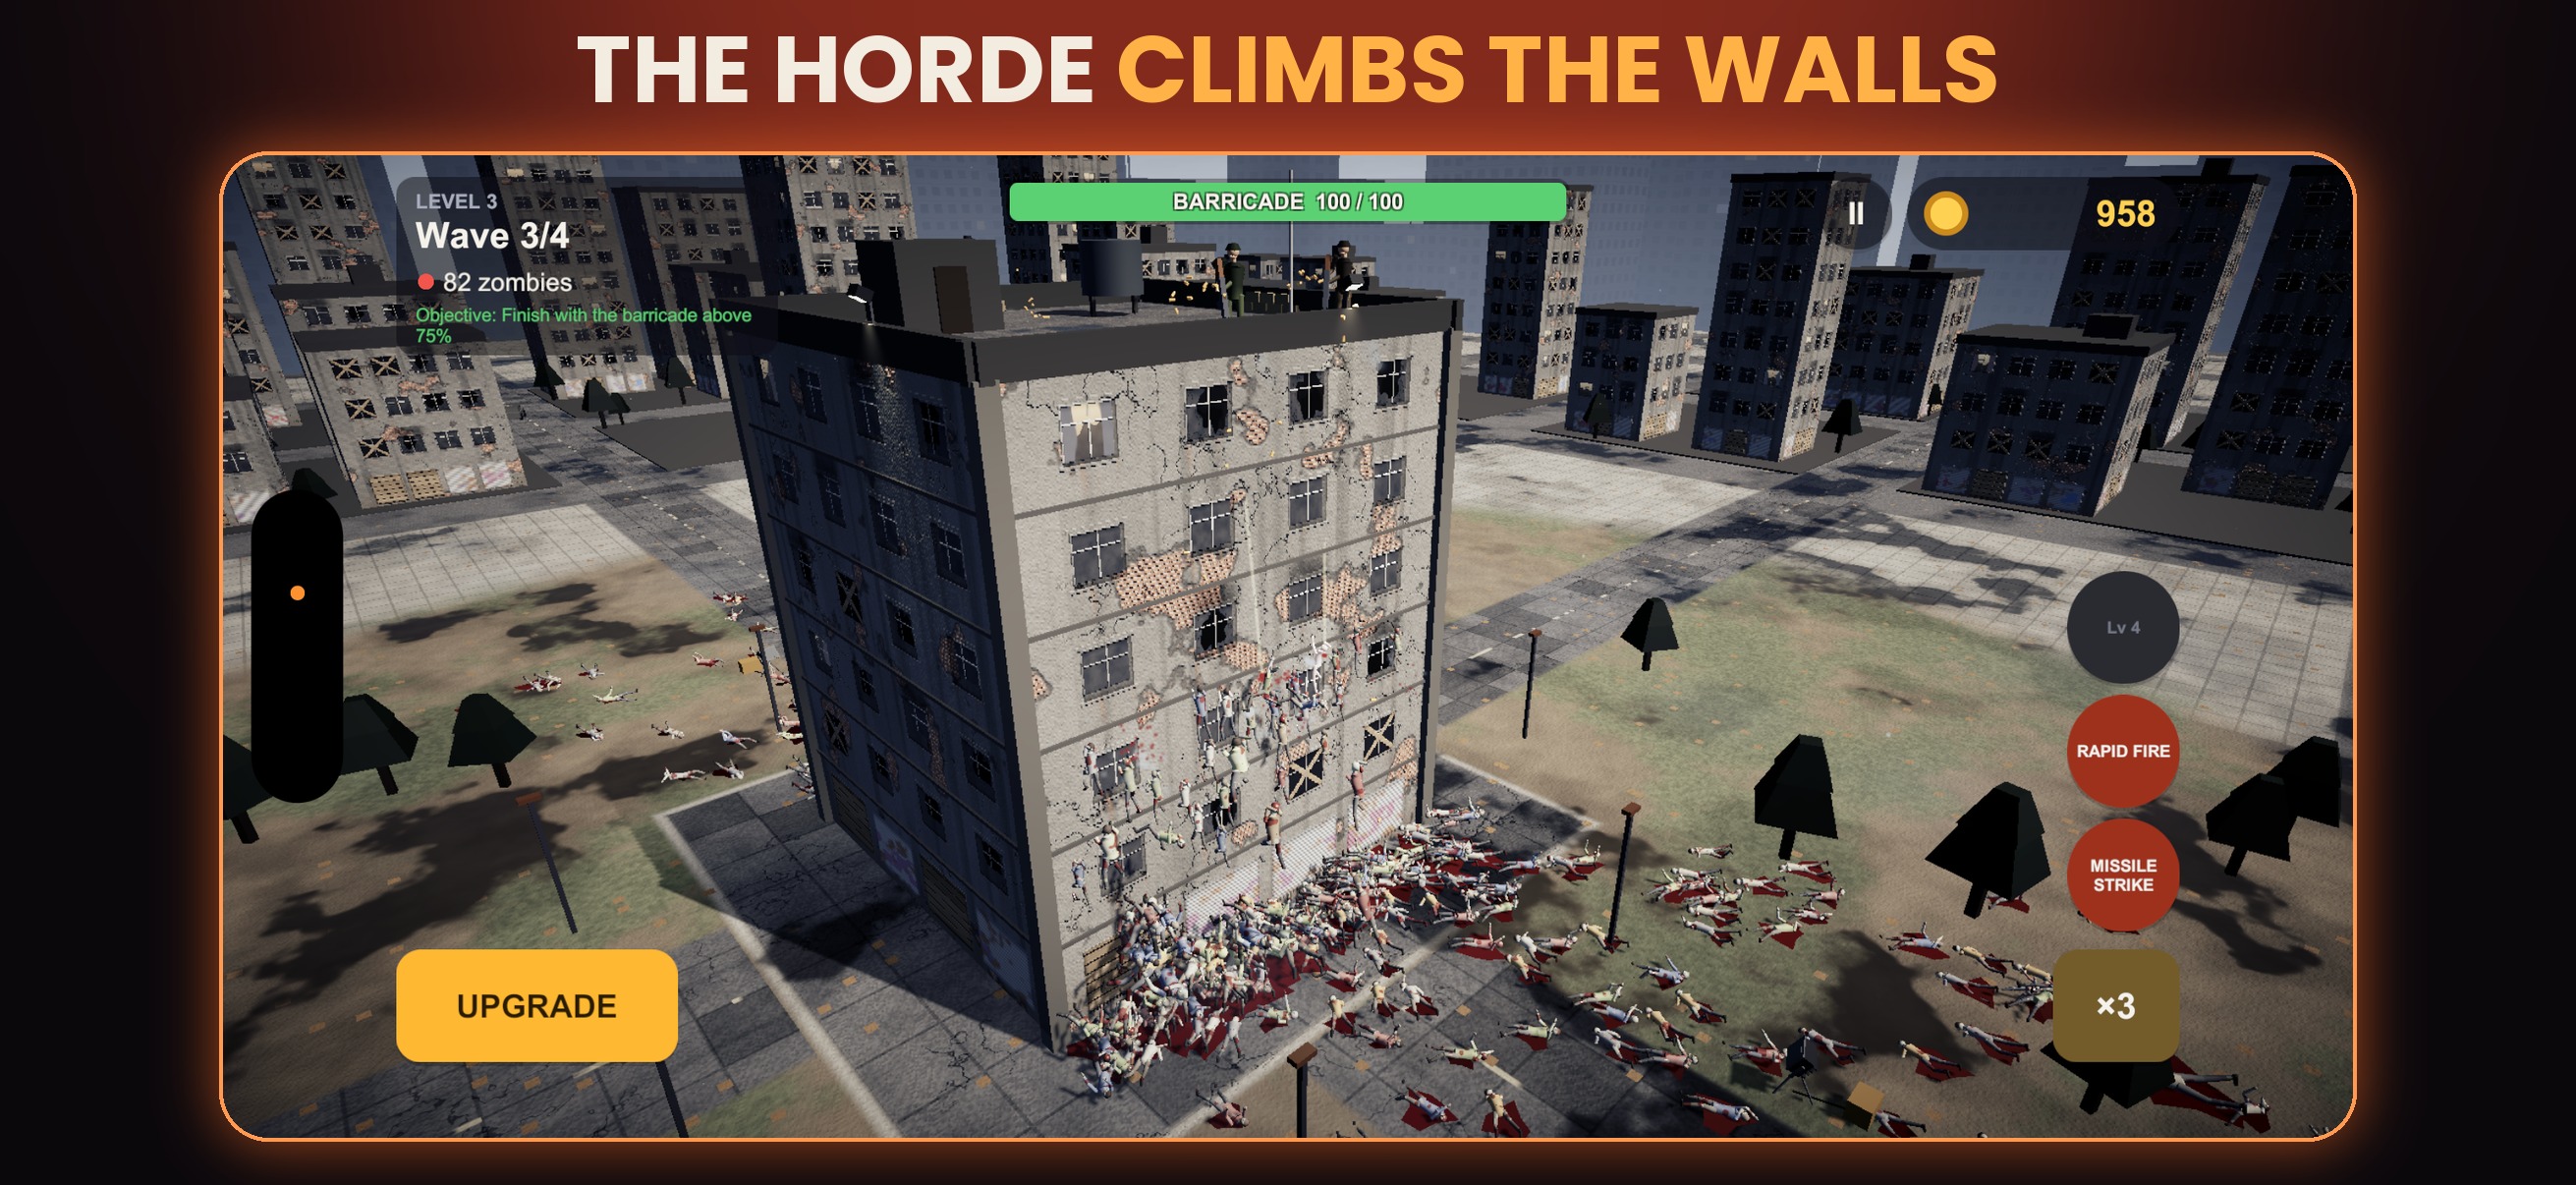 THE HORDE CLIMBS THE WALLS
LEVEL 3
Wave 3/4
82 zombies
Objective: Finish with the barricade above
75%
BARRICADE 100 / 100
958
Lv 4
RAPID FIRE
MISSILE
STRIKE
UPGRADE
×3